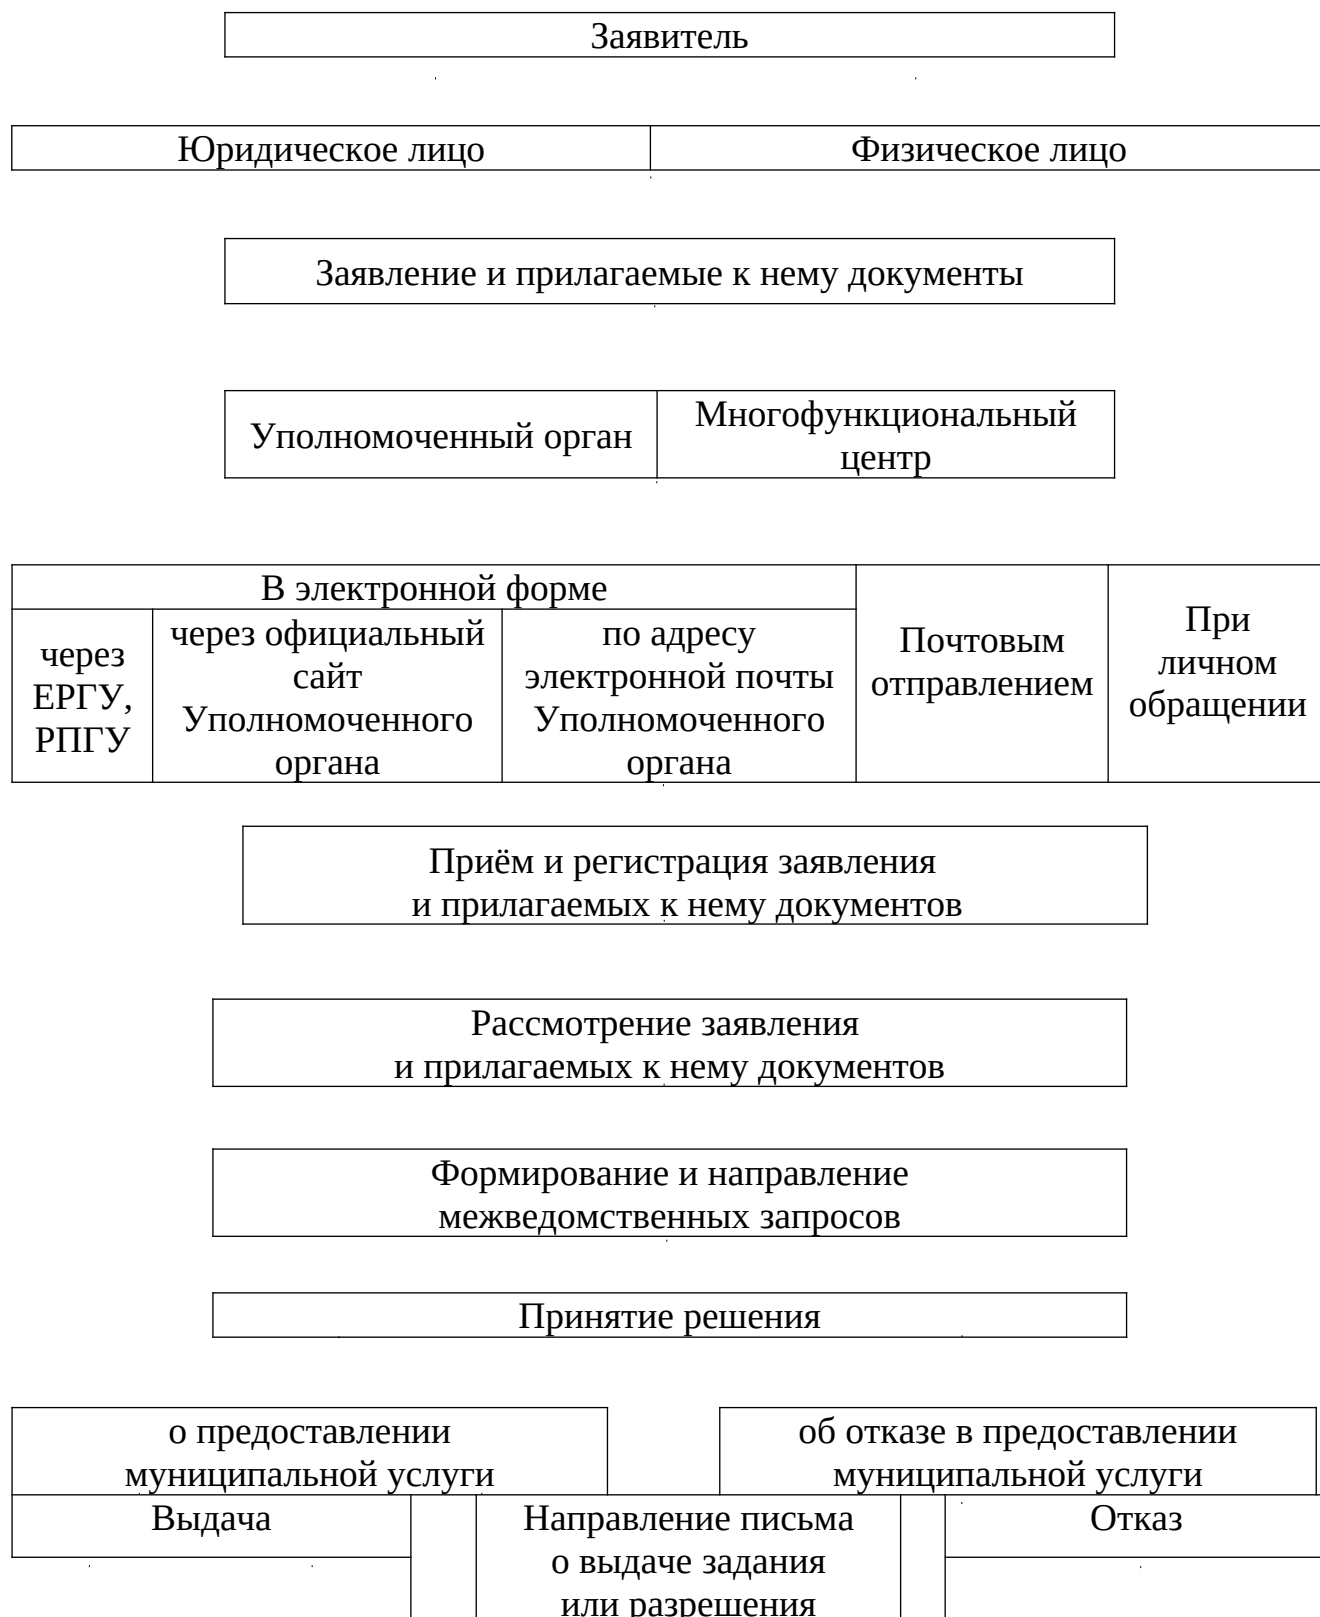 Заявитель
Юридическое лицо
Физическое лицо
Заявление и прилагаемые к нему документы
Уполномоченный орган
Многофункциональный
центр
В электронной форме
через
ЕРГУ,
РПГУ
через официальный
сайт
Уполномоченного
органа
по адресу
электронной почты
Уполномоченного
органа
Почтовым
отправлением
При
личном
обращении
Приём и регистрация заявления
и прилагаемых к нему документов
Рассмотрение заявления
и прилагаемых к нему документов
Формирование и направление
межведомственных запросов
Принятие решения
о предоставлении
муниципальной услуги
об отказе в предоставлении
муниципальной услуги
Выдача
Направление письма
о выдаче задания
или разрешения
Отказ